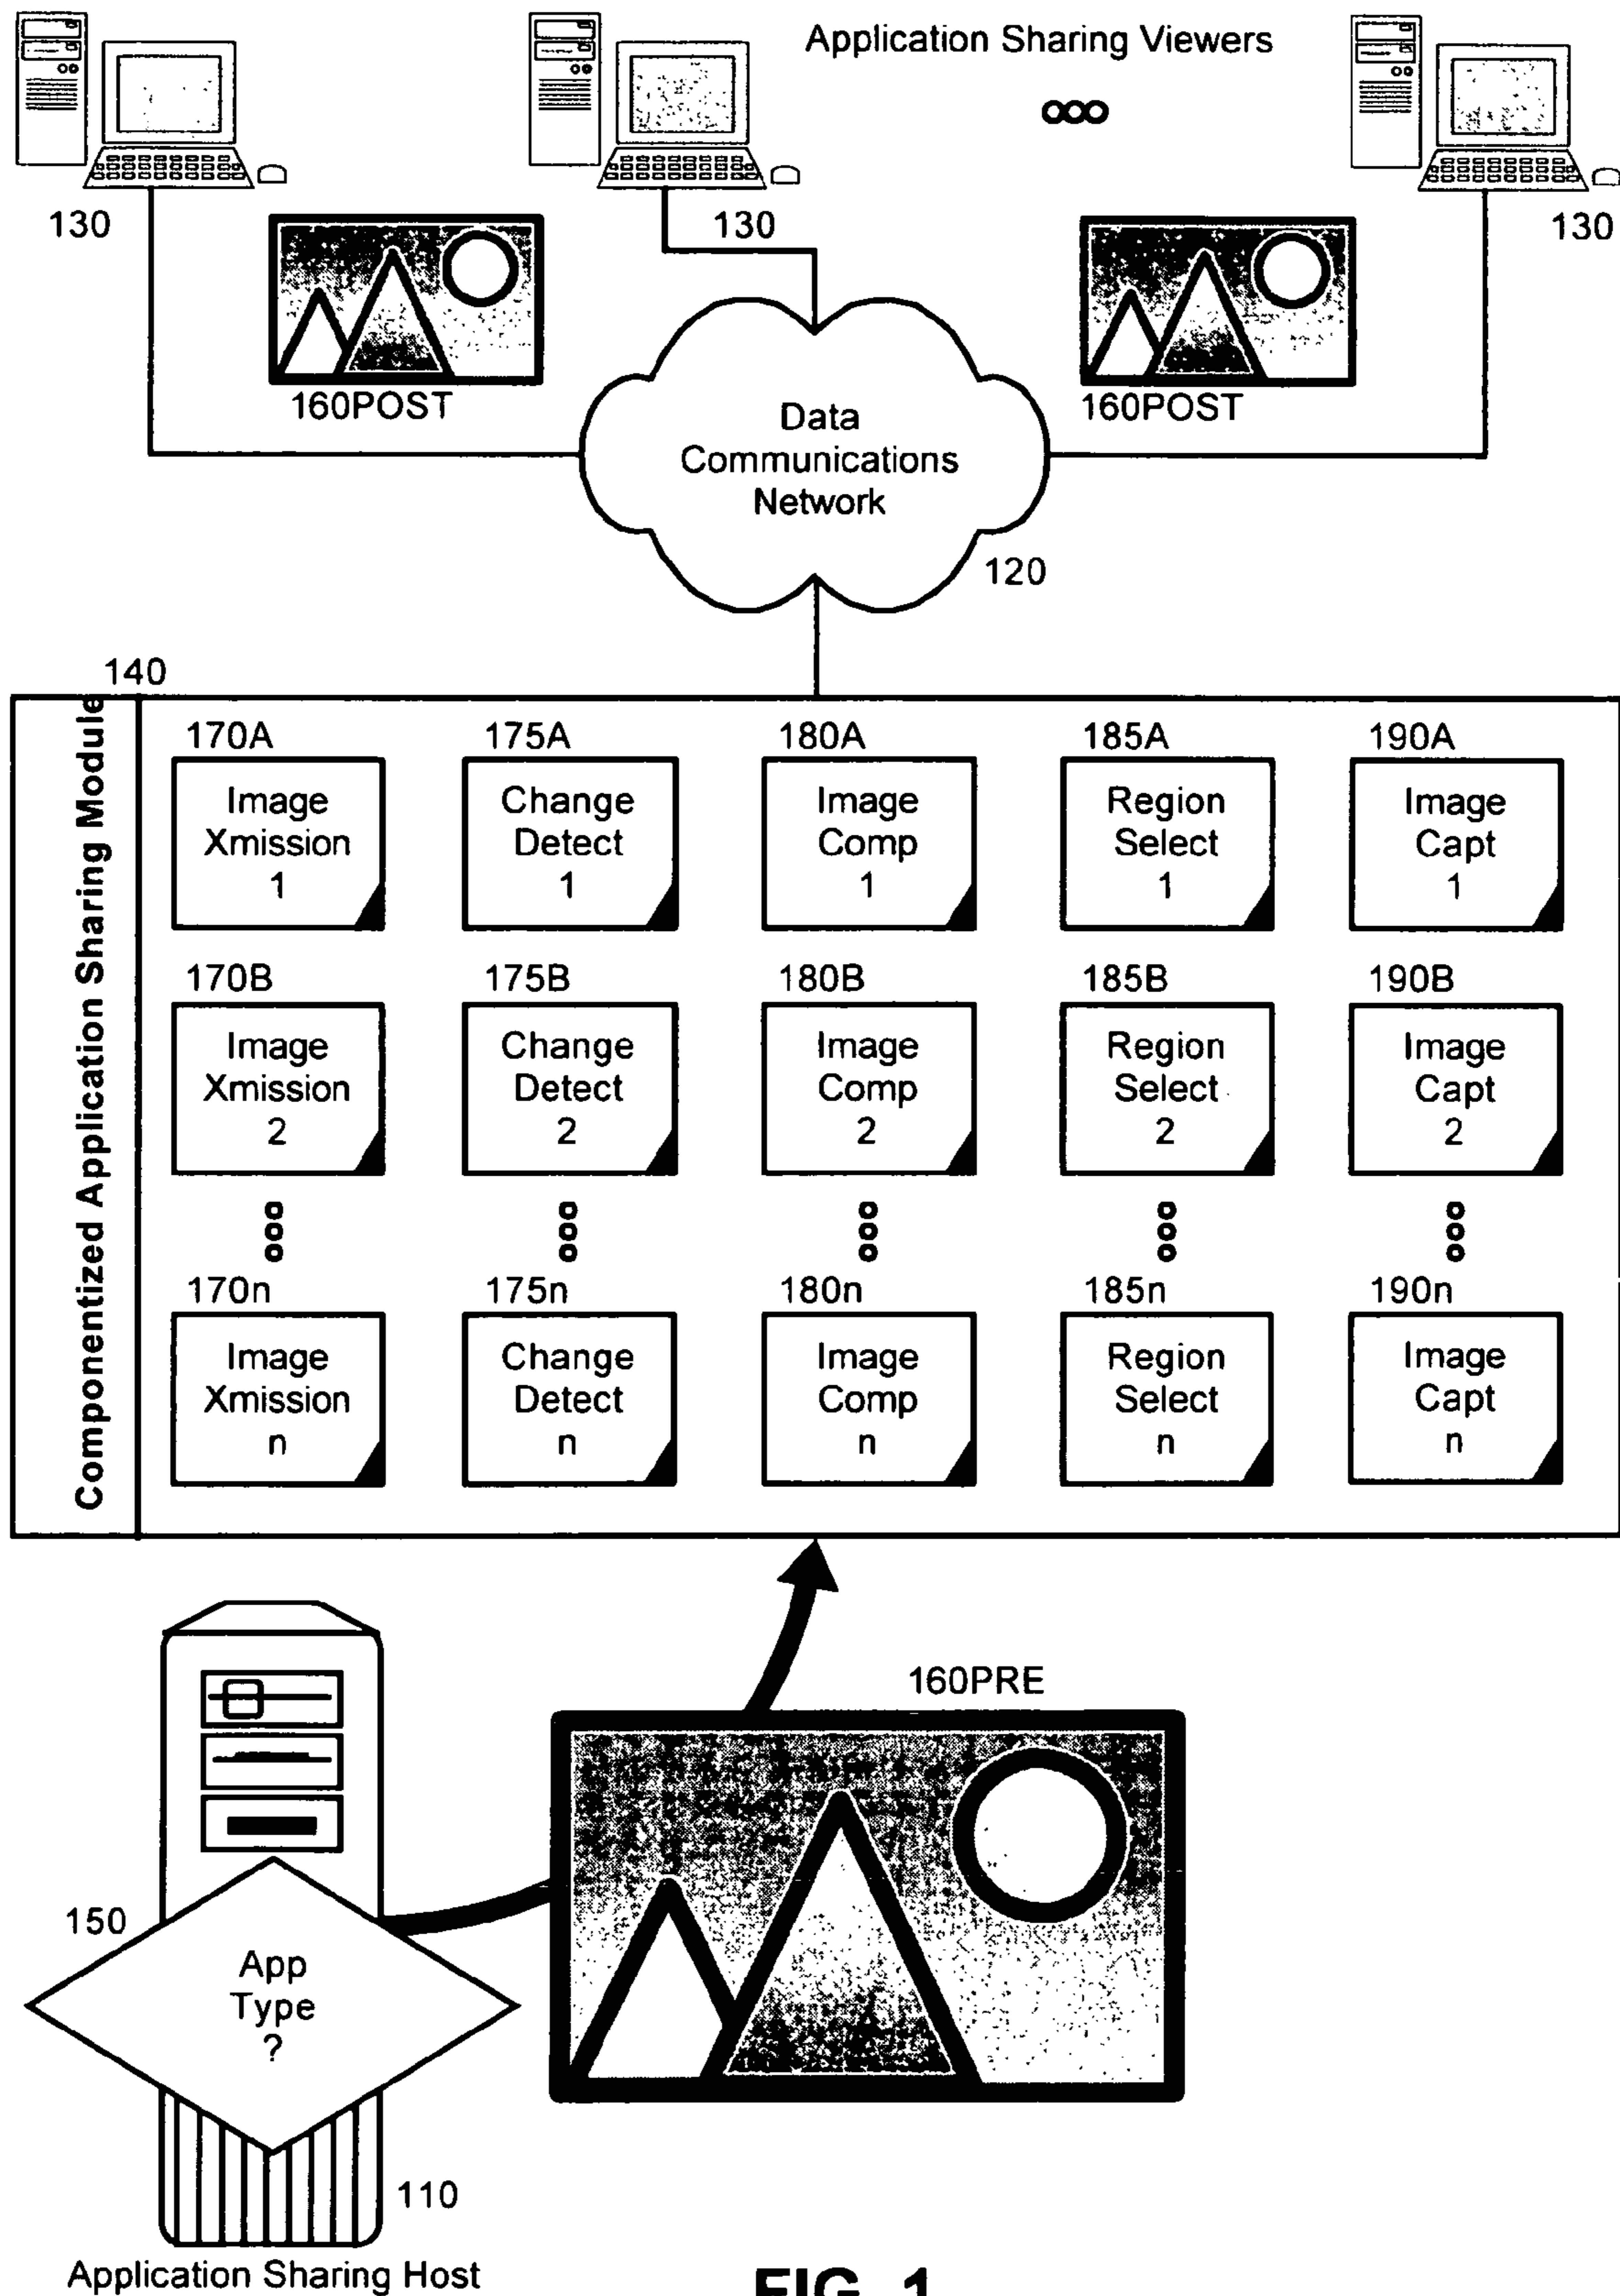 Application Sharing Viewers
130
130
130
160POST
160POST
Data
Communications
Network
120
140
Componentized Application Sharing Module
170A
175A
180A
185A
190A
Image
Xmission
1
Change
Detect
1
Image
Comp
1
Region
Select
1
Image
Capt
1
170B
175B
180B
185B
190B
Image
Xmission
2
Change
Detect
2
Image
Comp
2
Region
Select
2
Image
Capt
2
170n
175n
180n
185n
190n
Image
Xmission
n
Change
Detect
n
Image
Comp
n
Region
Select
n
Image
Capt
n
160PRE
150
App
Type
?
110
Application Sharing Host
FIG. 1